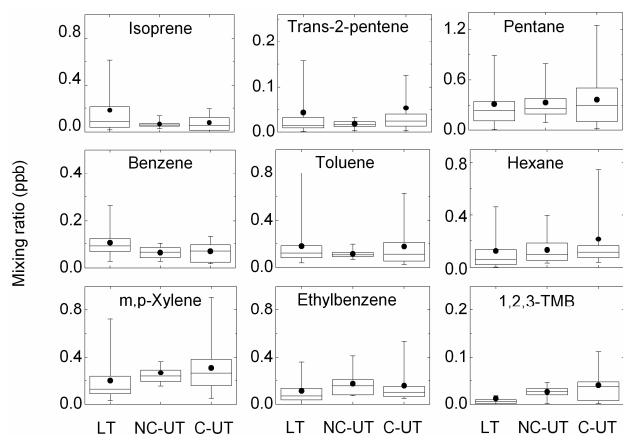 Mixing ratio (ppb)
Isoprene
0.8
0.4
0.0
Trans-2-pentene
0.2
0.1
0.0
Pentane
1.2
0.6
0.0
Benzene
0.4
0.2
0.0
Toluene
0.8
0.4
0.0
Hexane
0.8
0.4
0.0
m,p-Xylene
0.8
0.4
0.0
Ethylbenzene
0.8
0.4
0.0
1,2,3-TMB
0.2
0.1
0.0
LT NC-UT C-UT
LT NC-UT C-UT
LT NC-UT C-UT